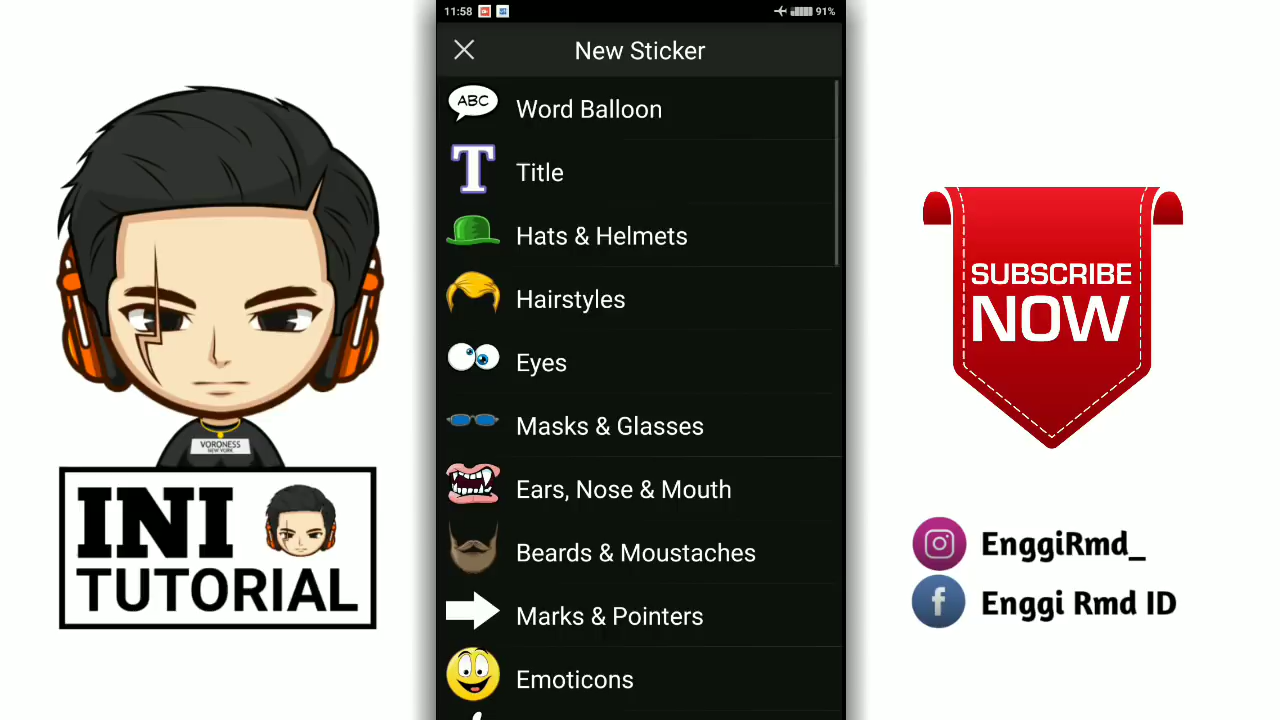 11:58
91%
New Sticker
ABC
Word Balloon
T
Title
Hats & Helmets
Hairstyles
Eyes
Masks & Glasses
Ears, Nose & Mouth
Beards & Moustaches
Marks & Pointers
Emoticons
VORONESS
NEW YORK
INI
TUTORIAL
SUBSCRIBE
NOW
EnggiRmd_
f
Enggi Rmd ID